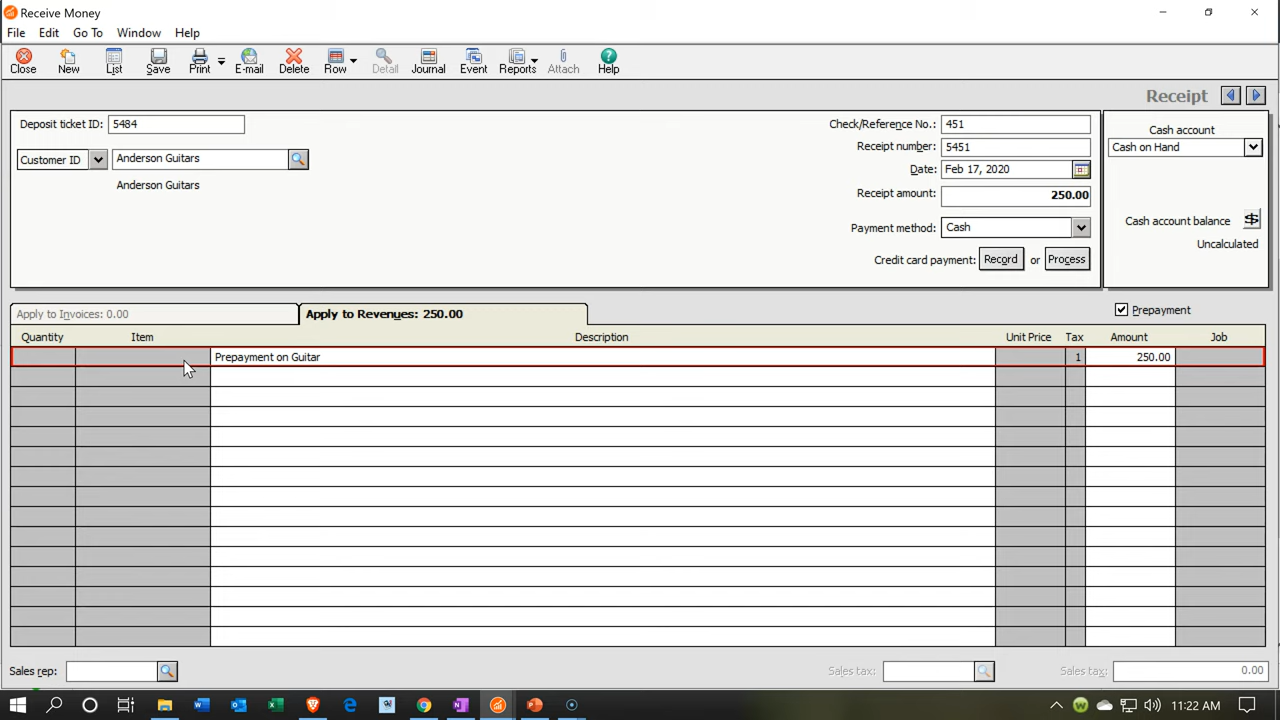 Receive Money
File Edit Go To Window Help
Close New List Save Print E-mail Delete Row Detail Journal Event Reports Attach Help
Receipt
Deposit ticket ID: 5484
Customer ID Anderson Guitars
Anderson Guitars
Check/Reference No.: 451
Receipt number: 5451
Date: Feb 17, 2020
Receipt amount: 250.00
Payment method: Cash
Credit card payment: Record or Process
Cash account
Cash on Hand
Cash account balance
Uncalculated
Apply to Invoices: 0.00 Apply to Revenues: 250.00 Prepayment
Quantity Item Description Unit Price Tax Amount Job
Prepayment on Guitar 1 250.00
Sales rep: Sales tax: Sales tax: 0.00
11:22 AM